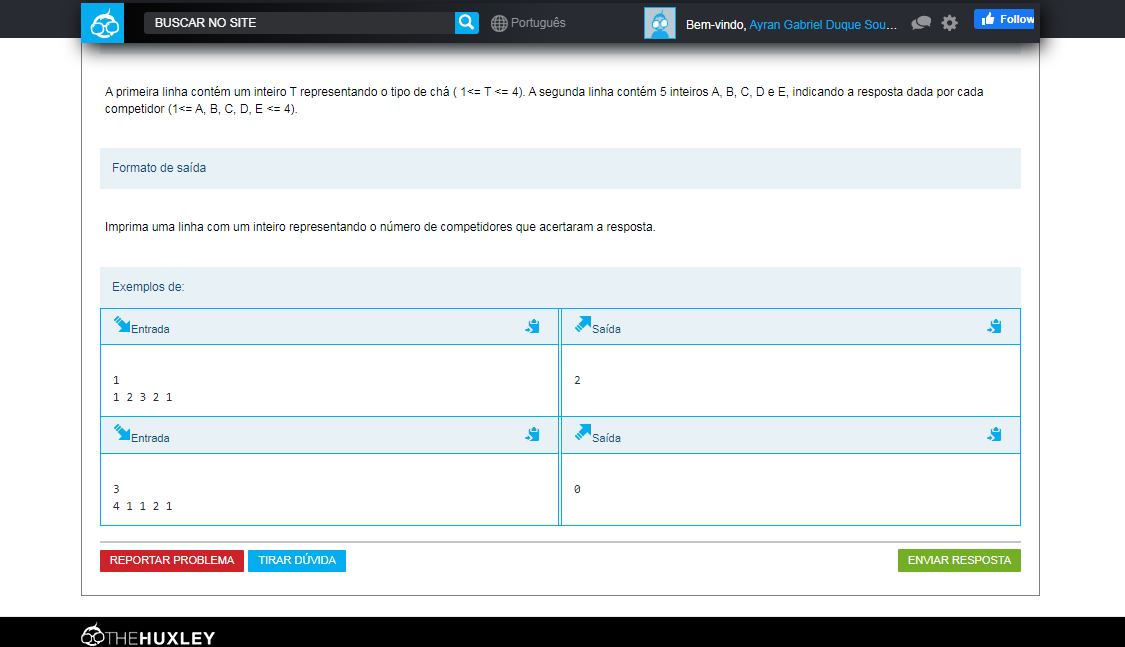 BUSCAR NO SITE
Português
Bem-vindo, Ayran Gabriel Duque Sou...
Follow
A primeira linha contém um inteiro T representando o tipo de chá ( 1<= T <= 4). A segunda linha contém 5 inteiros A, B, C, D e E, indicando a resposta dada por cada
competidor (1<= A, B, C, D, E <= 4).
Formato de saída
Imprima uma linha com um inteiro representando o número de competidores que acertaram a resposta.
Exemplos de:
Entrada
Saída
1
1 2 3 2 1
2
Entrada
Saída
3
4 1 1 2 1
0
REPORTAR PROBLEMA
TIRAR DÚVIDA
ENVIAR RESPOSTA
THEHUXLEY